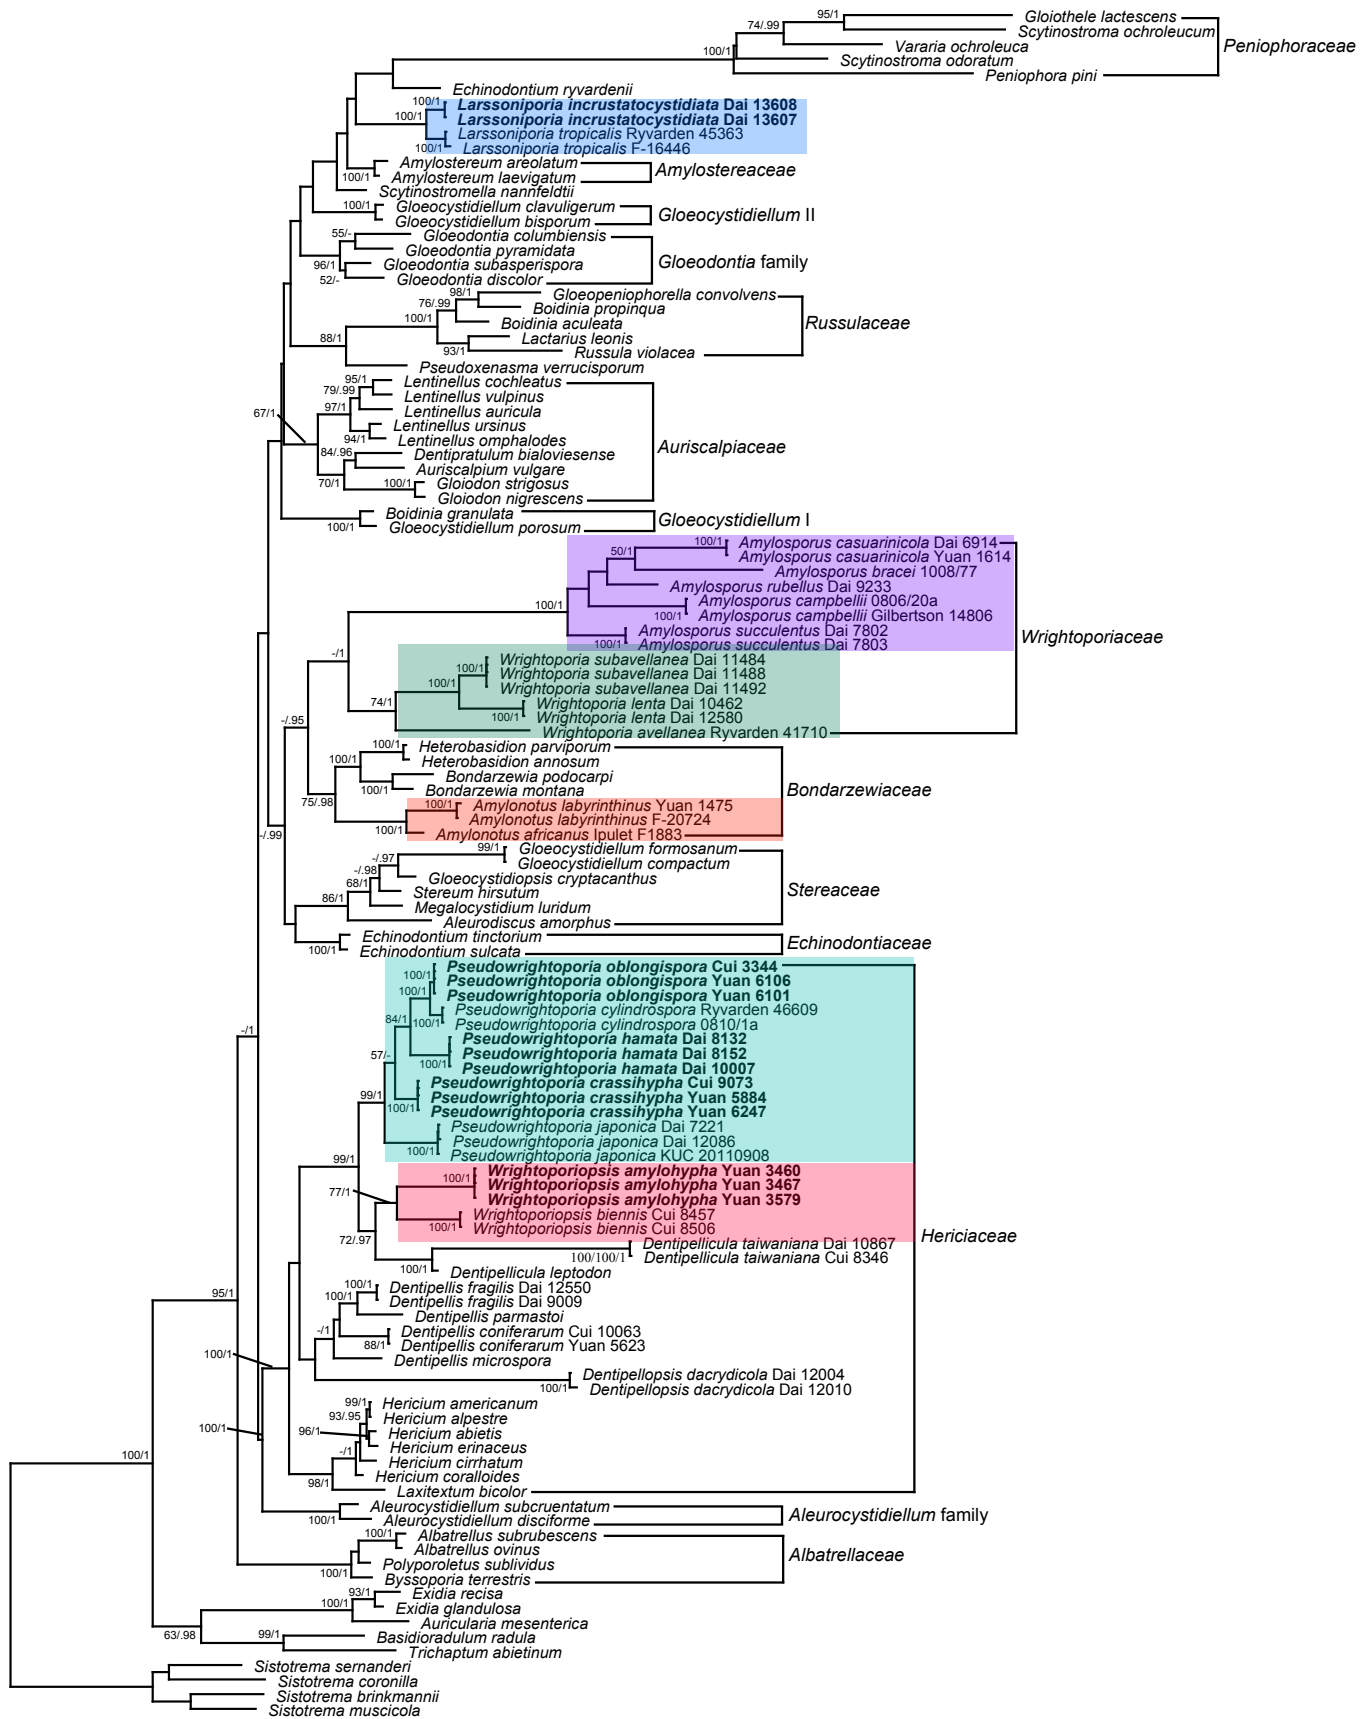 95/1
Gloiothele lactescens
74/.99
Scytinostroma ochroleucum
Vararia ochroleuca
Peniophoraceae
100/1
Scytinostroma odoratum
Peniophora pini
Echinodontium ryvardenii
100/1
Larssoniporia incrustatocystidiata Dai 13608
100/1
Larssoniporia incrustatocystidiata Dai 13607
Larssoniporia tropicalis Ryvarden 45363
100/1
Larssoniporia tropicalis F-16446
Amylostereum areolatum
Amylostereaceae
100/1
Amylostereum laevigatum
Scytinostromella nannfeldtii
100/1
Gloeocystidiellum clavuligerum
Gloeocystidiellum II
Gloeocystidiellum bisporum
55/-
Gloeodontia columbiensis
Gloeodontia pyramidata
96/1
Gloeodontia subasperispora
Gloeodontia family
52/-
Gloeodontia discolor
98/1
Gloeopeniophorella convolvens
76/.99
Boidinia propinqua
100/1
Boidinia aculeata
Russulaceae
88/1
Lactarius leonis
93/1
Russula violacea
Pseudoxenasma verrucisporum
95/1
Lentinellus cochleatus
79/.99
Lentinellus vulpinus
97/1
Lentinellus auricula
67/1
Lentinellus ursinus
94/1
Lentinellus omphalodes
Auriscalpiaceae
84/.96
Dentipratulum bialoviesense
Auriscalpium vulgare
70/1
100/1
Gloiodon strigosus
Gloiodon nigrescens
Boidinia granulata
Gloeocystidiellum I
100/1
Gloeocystidiellum porosum
100/1
Amylosporus casuarinicola Dai 6914
50/1
Amylosporus casuarinicola Yuan 1614
Amylosporus bracei 1008/77
Amylosporus rubellus Dai 9233
100/1
Amylosporus campbellii 0806/20a
100/1
Amylosporus campbellii Gilbertson 14806
Amylosporus succulentus Dai 7802
Wrightoporiaceae
100/1
Amylosporus succulentus Dai 7803
-/1
100/1
Wrightoporia subavellanea Dai 11484
Wrightoporia subavellanea Dai 11488
100/1
Wrightoporia subavellanea Dai 11492
74/1
Wrightoporia lenta Dai 10462
100/1
Wrightoporia lenta Dai 12580
-/.95
Wrightoporia avellanea Ryvarden 41710
100/1
Heterobasidion parviporum
100/1
Heterobasidion annosum
Bondarzewia podocarpi
100/1
Bondarzewia montana
Bondarzewiaceae
75/.98
100/1
Amylonotus labyrinthinus Yuan 1475
Amylonotus labyrinthinus F-20724
100/1
Amylonotus africanus Ipulet F1883
-/.99
99/1
Gloeocystidiellum formosanum
-/.97
Gloeocystidiellum compactum
-/.98
Gloeocystidiopsis cryptacanthus
68/1
Stereum hirsutum
Stereaceae
86/1
Megalocystidium luridum
Aleurodiscus amorphus
Echinodontium tinctorium
Echinodontiaceae
100/1
Echinodontium sulcata
100/1
Pseudowrightoporia oblongispora Cui 3344
Pseudowrightoporia oblongispora Yuan 6106
100/1
Pseudowrightoporia oblongispora Yuan 6101
Pseudowrightoporia cylindrospora Ryvarden 46609
84/1
100/1
Pseudowrightoporia cylindrospora 0810/1a
-/1
Pseudowrightoporia hamata Dai 8132
57/-
Pseudowrightoporia hamata Dai 8152
100/1
Pseudowrightoporia hamata Dai 10007
Pseudowrightoporia crassihypha Cui 9073
99/1
Pseudowrightoporia crassihypha Yuan 5884
100/1
Pseudowrightoporia crassihypha Yuan 6247
Pseudowrightoporia japonica Dai 7221
Pseudowrightoporia japonica Dai 12086
100/1
Pseudowrightoporia japonica KUC 20110908
99/1
Wrightoporiopsis amylohypha Yuan 3460
100/1
Wrightoporiopsis amylohypha Yuan 3467
77/1
Wrightoporiopsis amylohypha Yuan 3579
Wrightoporiopsis biennis Cui 8457
100/1
Wrightoporiopsis biennis Cui 8506
Hericiaceae
72/.97
Dentipellicula taiwaniana Dai 10867
100/100/1
Dentipellicula taiwaniana Cui 8346
100/1
Dentipellicula leptodon
100/1
Dentipellis fragilis Dai 12550
95/1
100/1
Dentipellis fragilis Dai 9009
Dentipellis parmastoi
-/1
Dentipellis coniferarum Cui 10063
88/1
Dentipellis coniferarum Yuan 5623
100/1
Dentipellis microspora
Dentipellopsis dacrydicola Dai 12004
100/1
Dentipellopsis dacrydicola Dai 12010
99/1
Hericium americanum
93/.95
Hericium alpestre
100/1
96/1
Hericium abietis
Hericium erinaceus
100/1
-/1
Hericium cirrhatum
Hericium coralloides
98/1
Laxitextum bicolor
Aleurocystidiellum subcruentatum
Aleurocystidiellum family
100/1
Aleurocystidiellum disciforme
100/1
Albatrellus subrubescens
Albatrellus ovinus
Albatrellaceae
Polyporoletus sublividus
100/1
Byssoporia terrestris
93/1
Exidia recisa
100/1
Exidia glandulosa
Auricularia mesenterica
63/.98
99/1
Basidioradulum radula
Trichaptum abietinum
Sistotrema sernanderi
Sistotrema coronilla
Sistotrema brinkmannii
Sistotrema muscicola